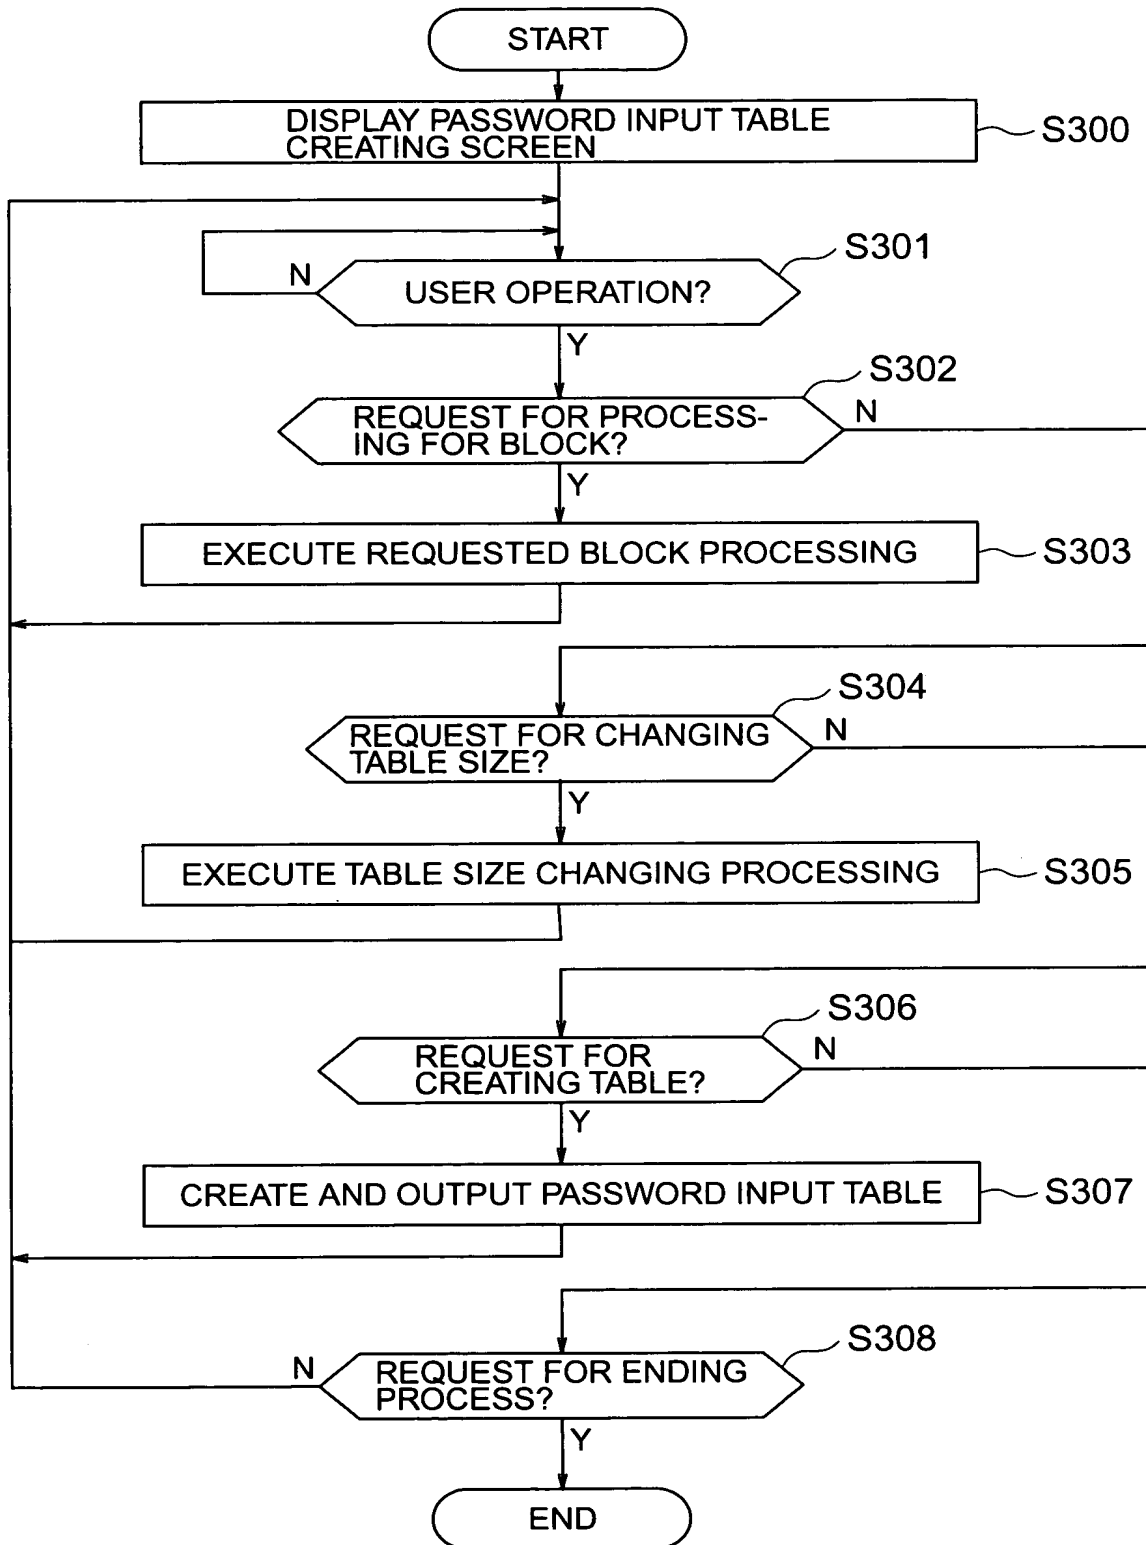 START
DISPLAY PASSWORD INPUT TABLE
CREATING SCREEN
S300
S301
N
USER OPERATION?
Y
S302
REQUEST FOR PROCESS-
ING FOR BLOCK?
N
Y
EXECUTE REQUESTED BLOCK PROCESSING
S303
S304
REQUEST FOR CHANGING
TABLE SIZE?
N
Y
EXECUTE TABLE SIZE CHANGING PROCESSING
S305
S306
REQUEST FOR
CREATING TABLE?
N
Y
CREATE AND OUTPUT PASSWORD INPUT TABLE
S307
S308
N
REQUEST FOR ENDING
PROCESS?
Y
END